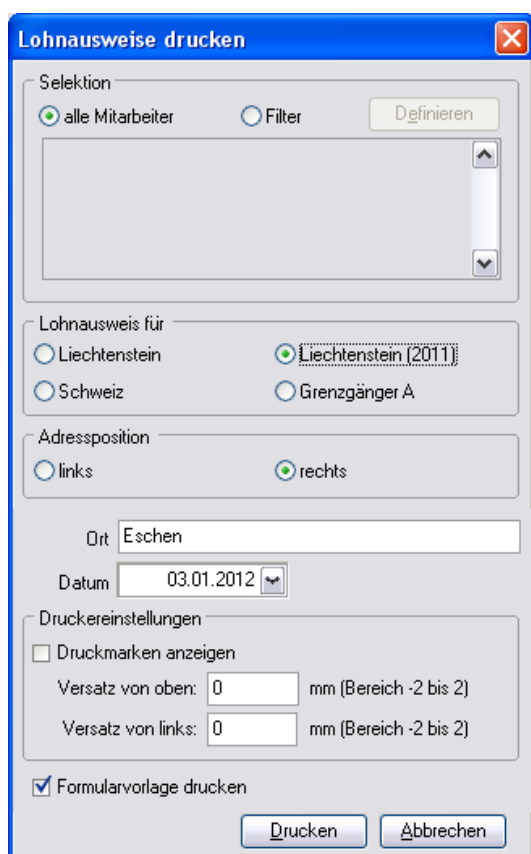 Lohnausweise drucken
Selektion
alle Mitarbeiter Filter Definieren
Lohnausweis für
Liechtenstein Liechtenstein (2011)
Schweiz Grenzgänger A
Adressposition
links rechts
Ort Eschen
Datum 03.01.2012
Druckereinstellungen
Druckmarken anzeigen
Versatz von oben: 0 mm (Bereich -2 bis 2)
Versatz von links: 0 mm (Bereich -2 bis 2)
Formularvorlage drucken
Drucken Abbrechen